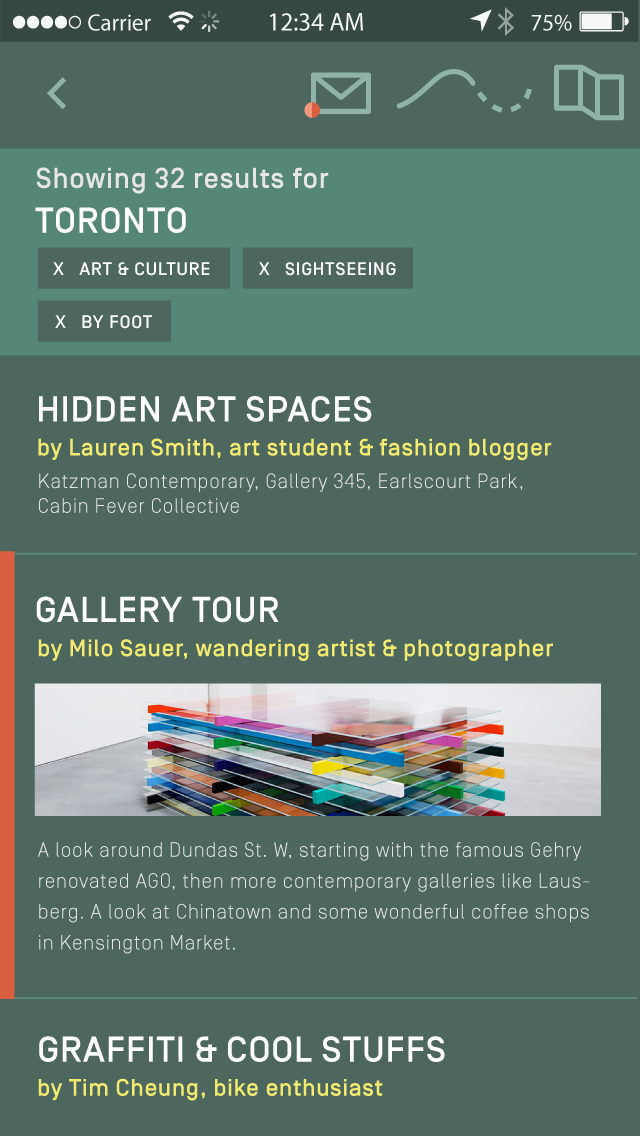 Carrier 12:34 AM 75%
Showing 32 results for
TORONTO
X ART & CULTURE X SIGHTSEEING
X BY FOOT
HIDDEN ART SPACES
by Lauren Smith, art student & fashion blogger
Katzman Contemporary, Gallery 345, Earlscourt Park,
Cabin Fever Collective
GALLERY TOUR
by Milo Sauer, wandering artist & photographer
A look around Dundas St. W, starting with the famous Gehry
renovated AGO, then more contemporary galleries like Laus-
berg. A look at Chinatown and some wonderful coffee shops
in Kensington Market.
GRAFFITI & COOL STUFFS
by Tim Cheung, bike enthusiast